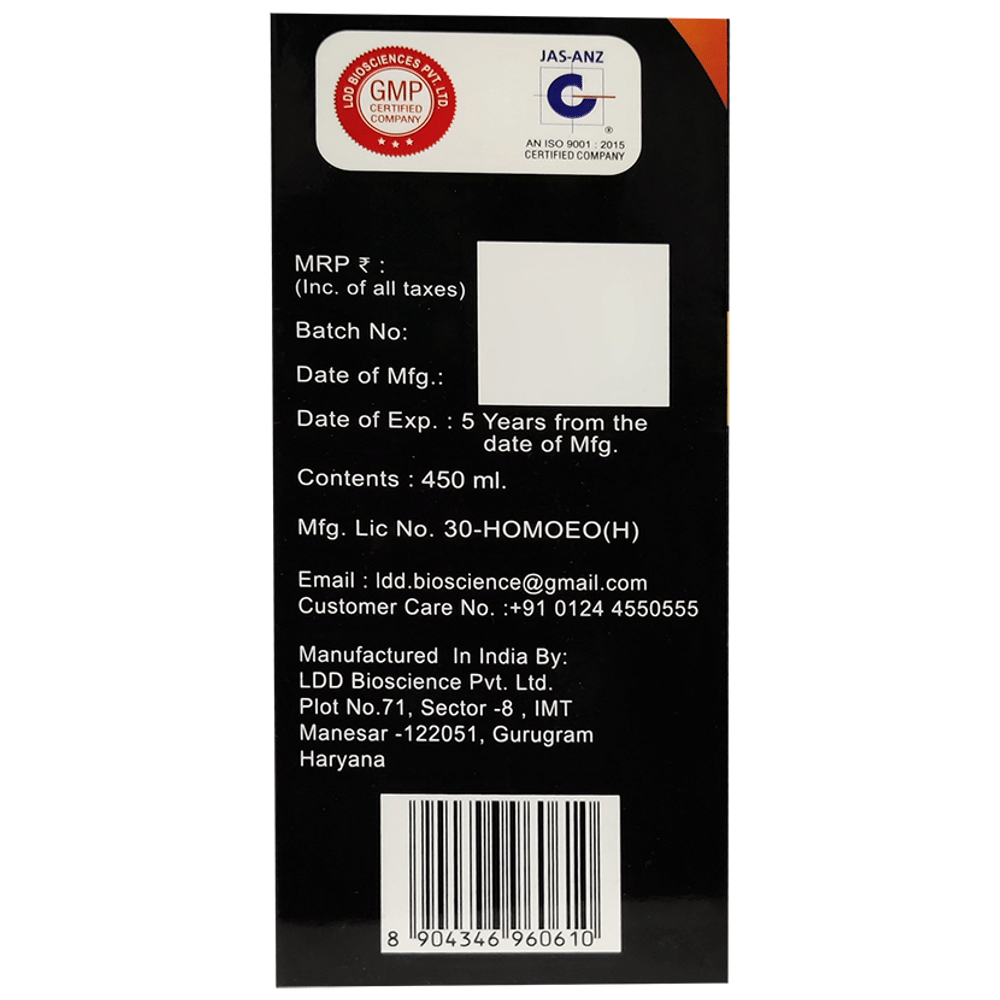 LDD BIOSCIENCES PVT. LTD.
GMP
CERTIFIED
COMPANY
JAS-ANZ
®
AN ISO 9001 : 2015
CERTIFIED COMPANY
MRP ₹ :
(Inc. of all taxes)
Batch No:
Date of Mfg.:
Date of Exp. : 5 Years from the
date of Mfg.
Contents : 450 ml.
Mfg. Lic No. 30-HOMOEO(H)
Email : ldd.bioscience@gmail.com
Customer Care No. :+91 0124 4550555
Manufactured In India By:
LDD Bioscience Pvt. Ltd.
Plot No.71, Sector -8 , IMT
Manesar -122051, Gurugram
Haryana
8 904346 960610